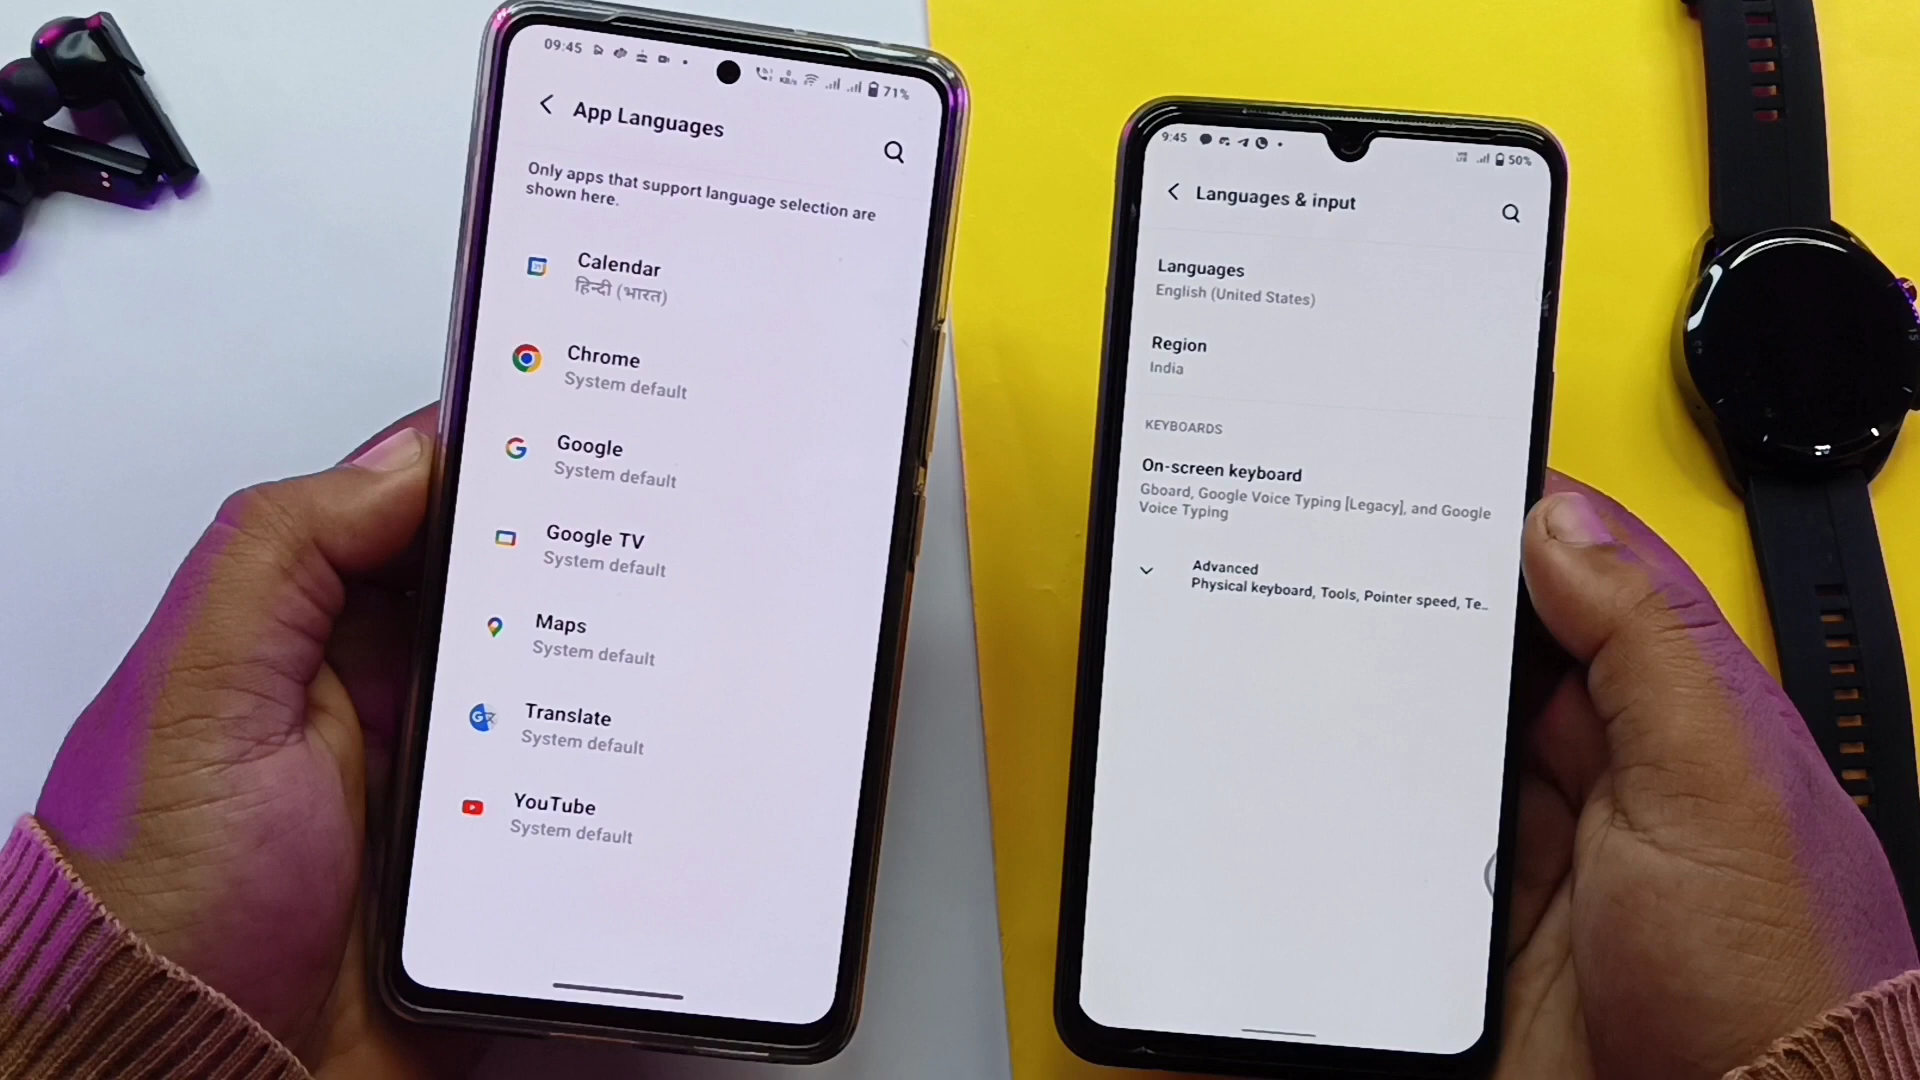 09:45
71%
App Languages
Only apps that support language selection are
shown here.
Calendar
हिन्दी (भारत)
Chrome
System default
Google
System default
Google TV
System default
Maps
System default
Translate
System default
YouTube
System default
9:45
50%
Languages & input
Languages
English (United States)
Region
India
KEYBOARDS
On-screen keyboard
Gboard, Google Voice Typing [Legacy], and Google
Voice Typing
Advanced
Physical keyboard, Tools, Pointer speed, Te...